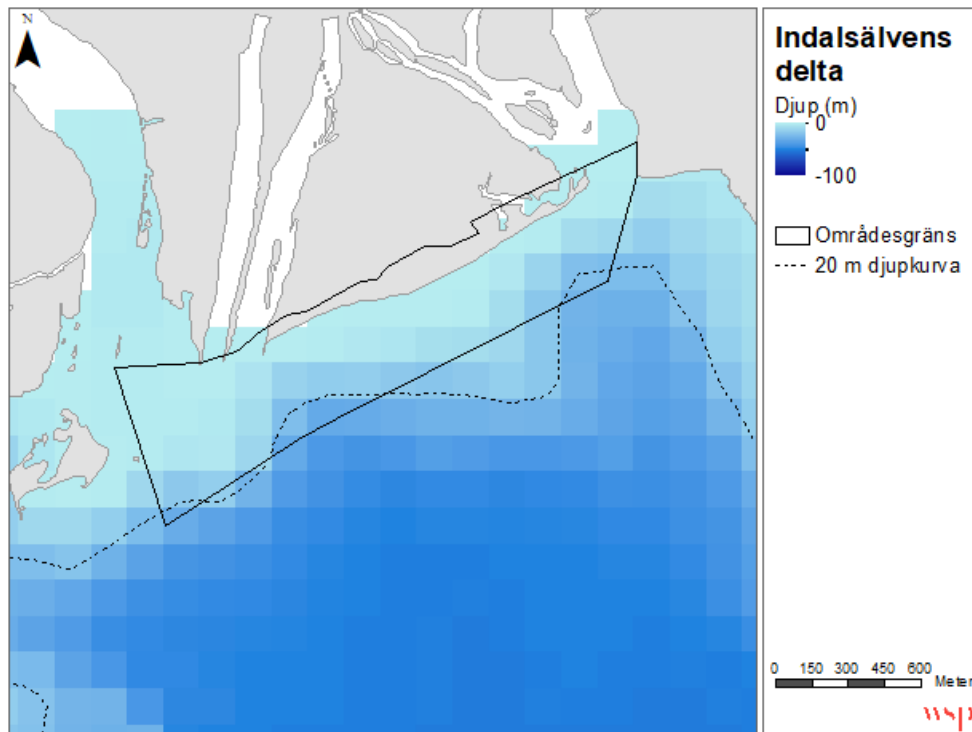 N
Indalsälvens
delta
Djup (m)
0
-100
Områdesgräns
20 m djupkurva
0 150 300 450 600
Meter
wsp